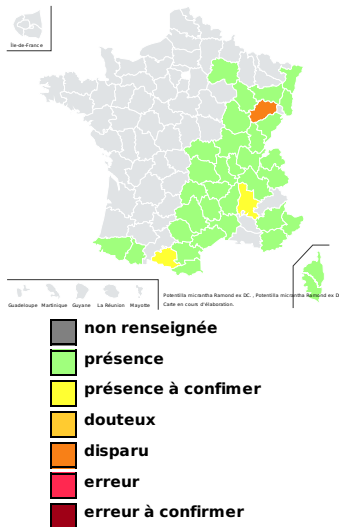 Île-de-France
Guadeloupe Martinique Guyane La Réunion Mayotte
Potentilla micrantha Ramond ex DC. , Potentilla micrantha Ramond ex D
Carte en cours d'élaboration.
non renseignée
présence
présence à confimer
douteux
disparu
erreur
erreur à confirmer